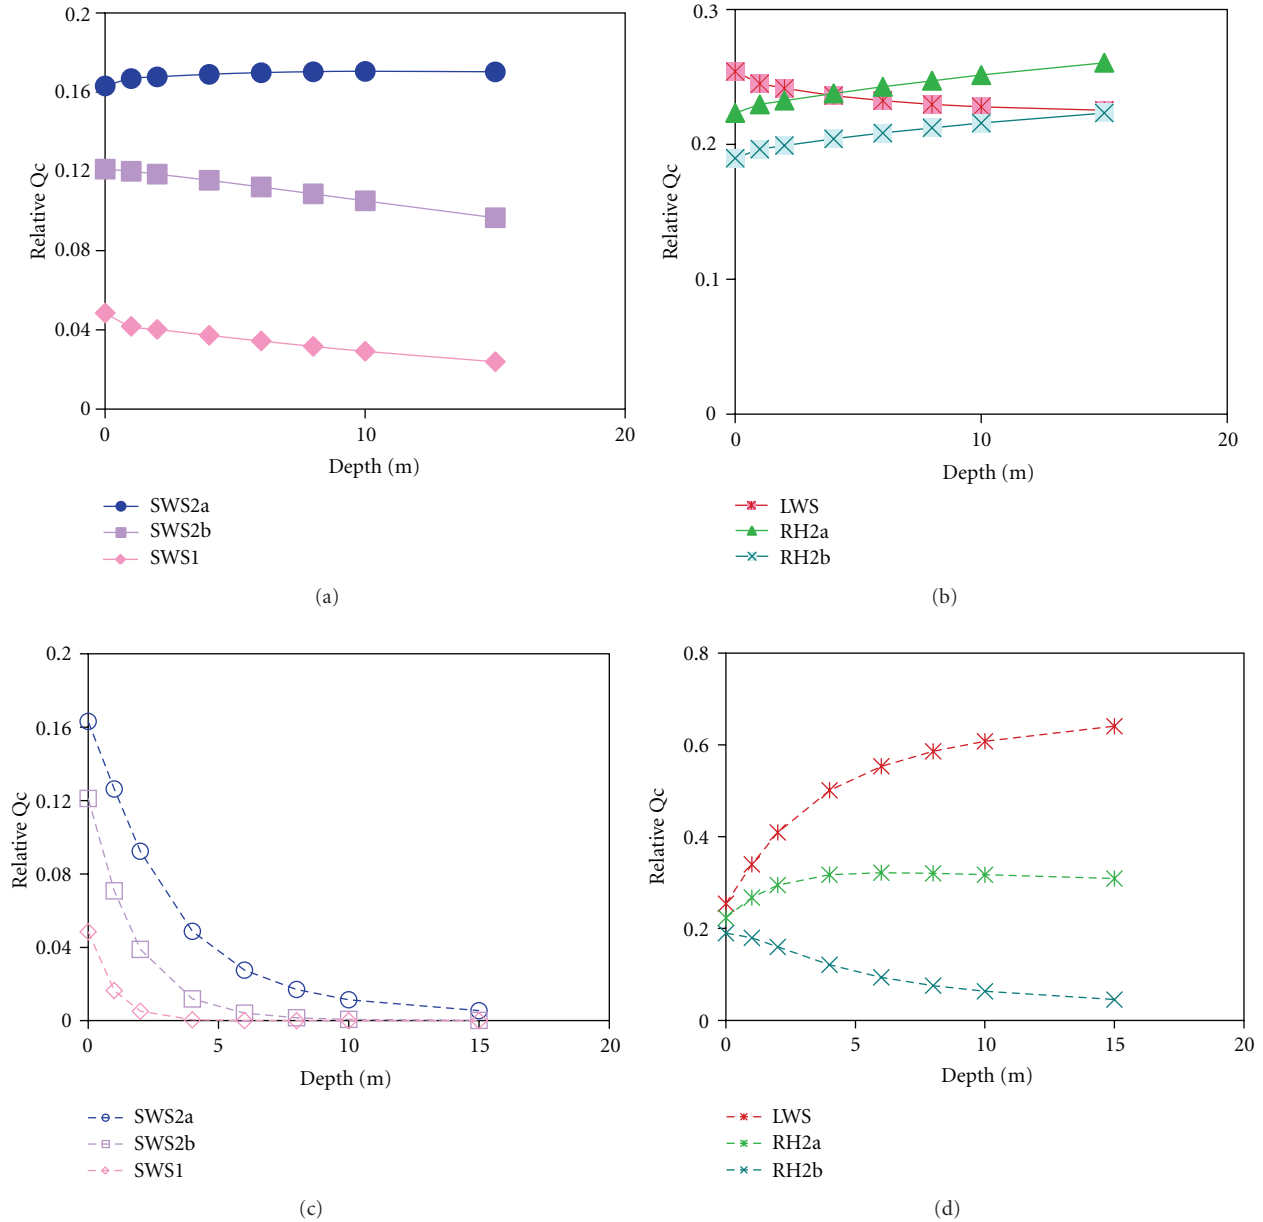 0.2
0.16
0.12
0.08
0.04
0
Relative Qc
0 10 20
Depth (m)
SWS2a
SWS2b
SWS1
(a)
0.3
0.2
0.1
0
Relative Qc
0 10 20
Depth (m)
LWS
RH2a
RH2b
(b)
0.2
0.16
0.12
0.08
0.04
0
Relative Qc
0 5 10 15 20
Depth (m)
SWS2a
SWS2b
SWS1
(c)
0.8
0.6
0.4
0.2
0
Relative Qc
0 5 10 15 20
Depth (m)
LWS
RH2a
RH2b
(d)